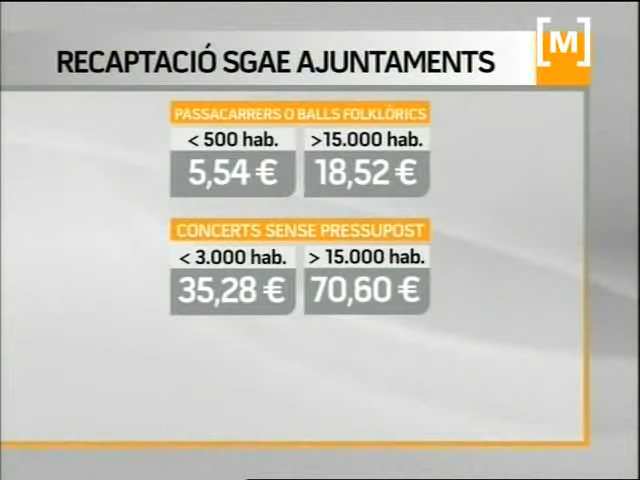 [M]
RECAPTACIÓ SGAE AJUNTAMENTS
PASSACARRERS O BALLS FOLKLÒRICS
< 500 hab. >15.000 hab.
5,54 € 18,52 €
CONCERTS SENSE PRESSUPOST
< 3.000 hab. > 15.000 hab.
35,28 € 70,60 €